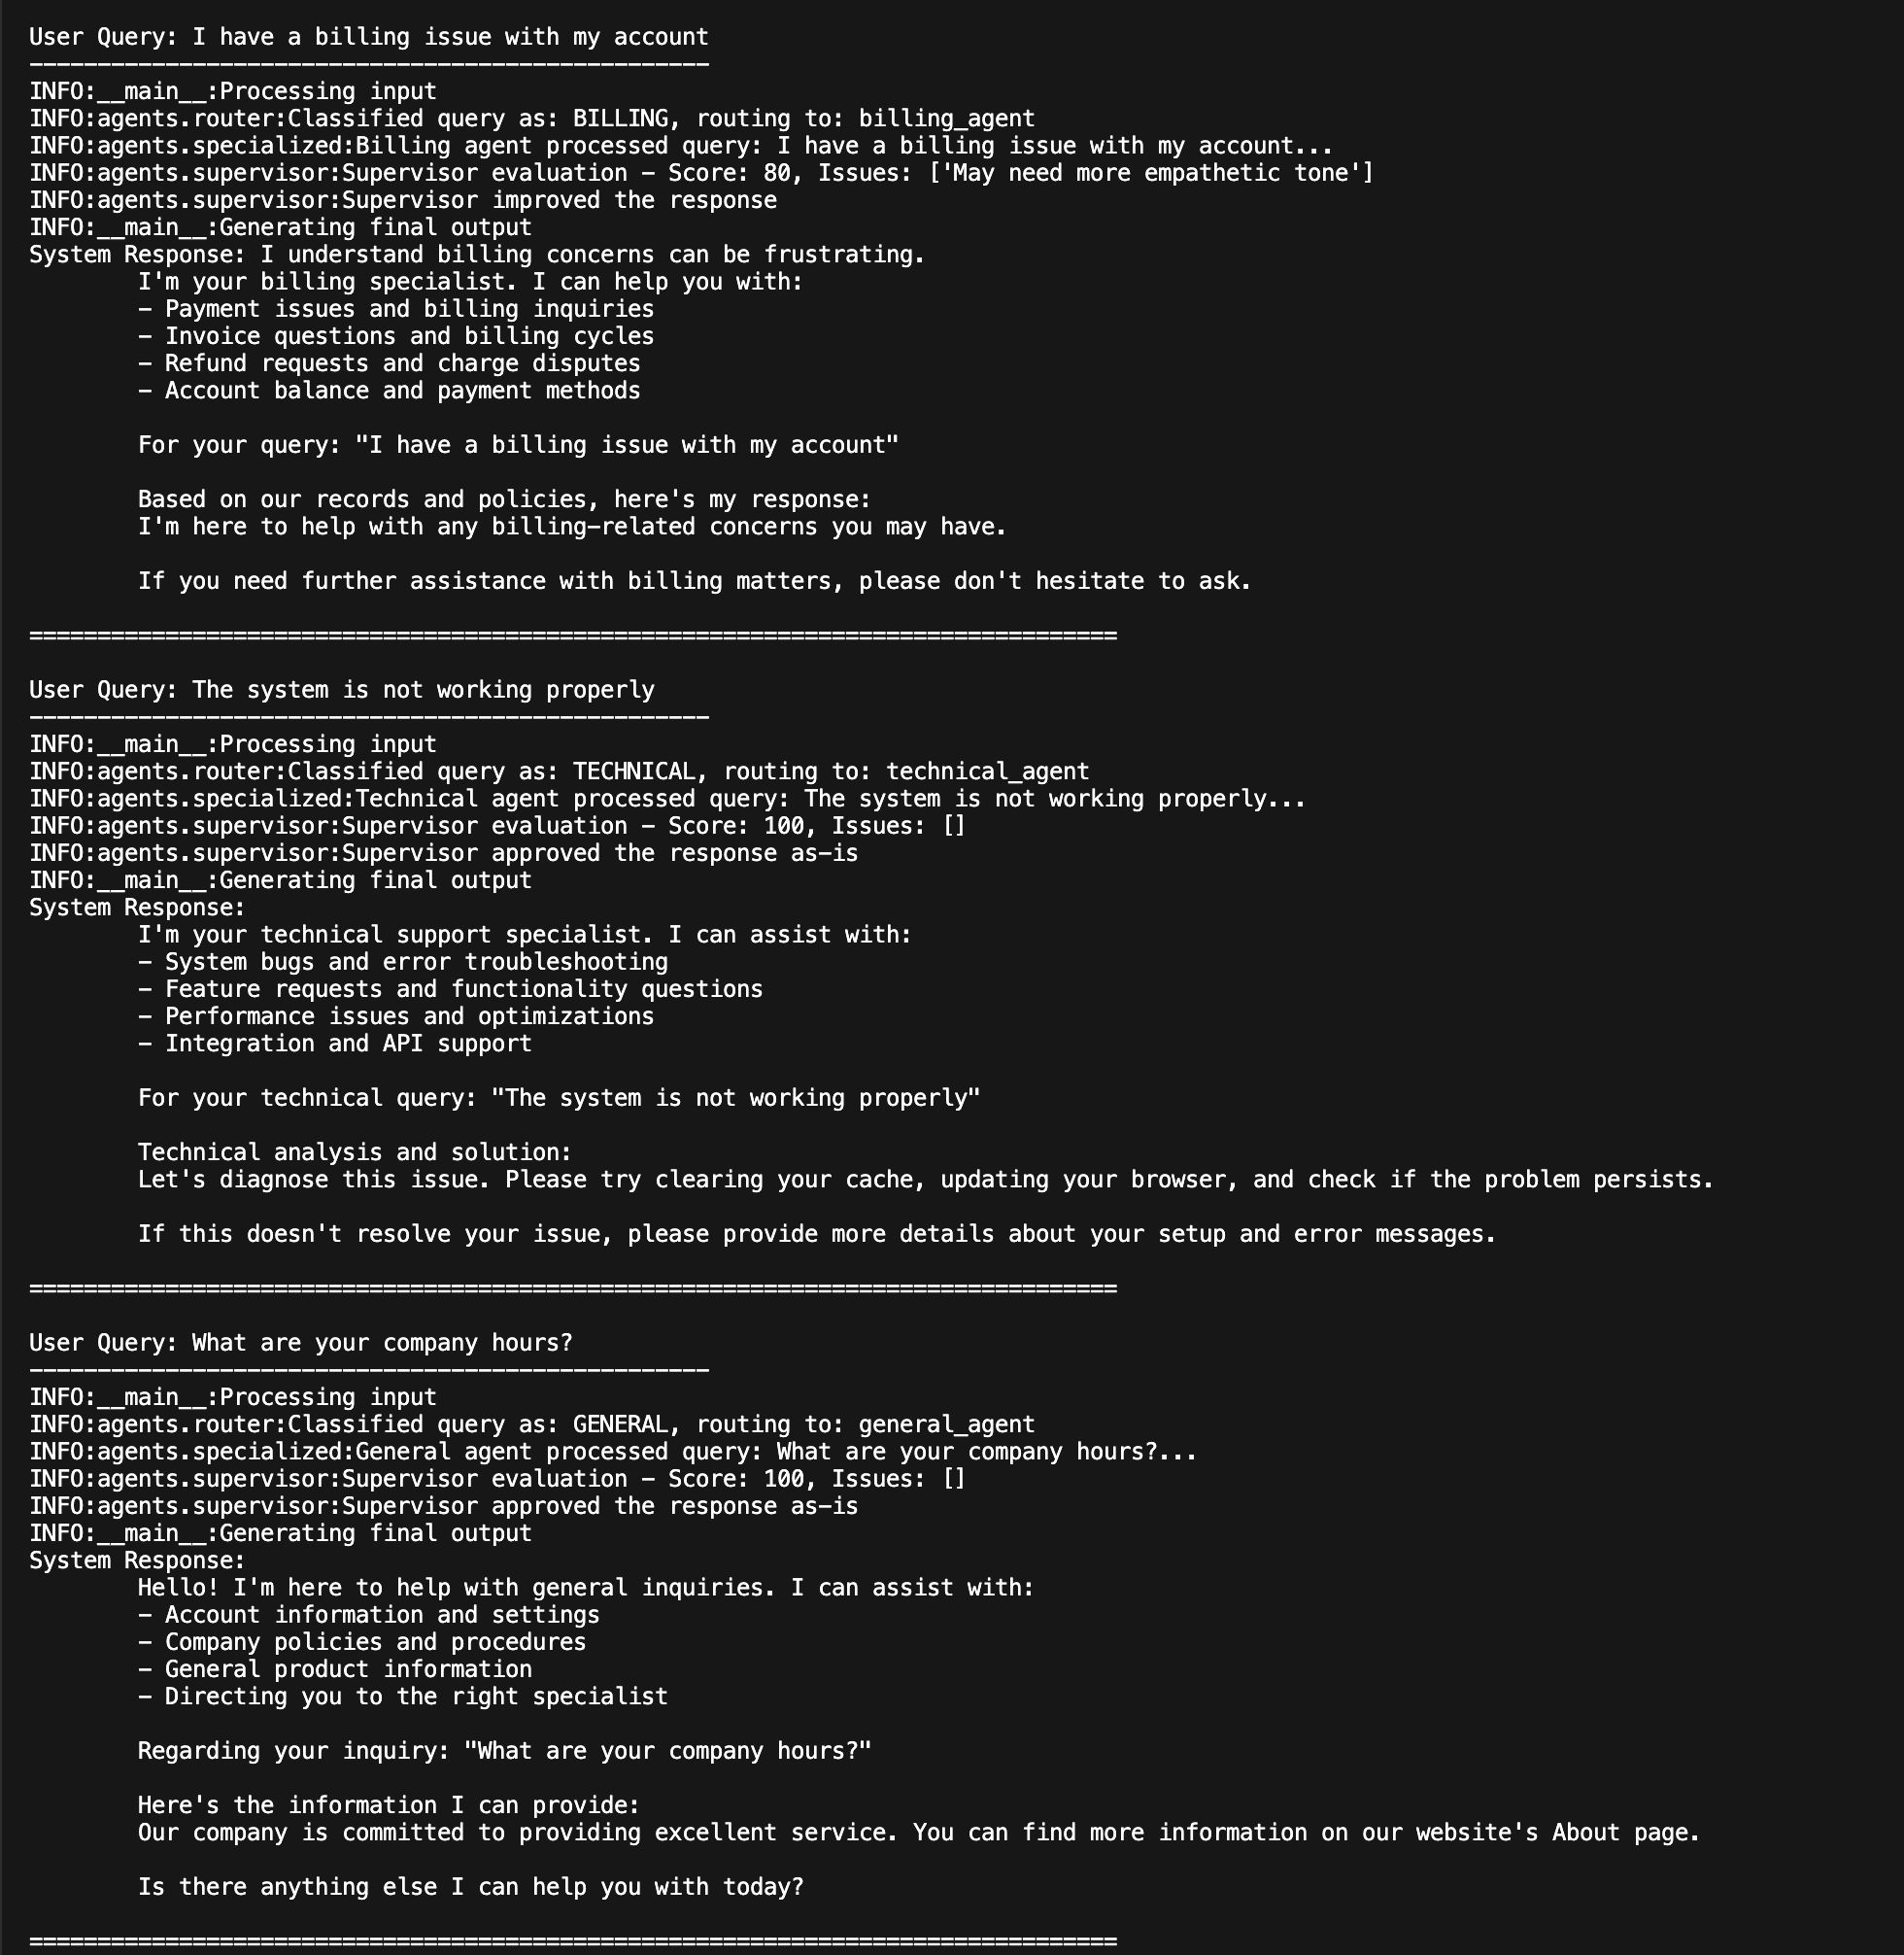 User Query: I have a billing issue with my account
--------------------------------------------------
INFO:__main__:Processing input
INFO:agents.router:Classified query as: BILLING, routing to: billing_agent
INFO:agents.specialized:Billing agent processed query: I have a billing issue with my account...
INFO:agents.supervisor:Supervisor evaluation - Score: 80, Issues: ['May need more empathetic tone']
INFO:agents.supervisor:Supervisor improved the response
INFO:__main__:Generating final output
System Response: I understand billing concerns can be frustrating.
        I'm your billing specialist. I can help you with:
        - Payment issues and billing inquiries
        - Invoice questions and billing cycles
        - Refund requests and charge disputes
        - Account balance and payment methods

        For your query: "I have a billing issue with my account"

        Based on our records and policies, here's my response:
        I'm here to help with any billing-related concerns you may have.

        If you need further assistance with billing matters, please don't hesitate to ask.

================================================================================

User Query: The system is not working properly
--------------------------------------------------
INFO:__main__:Processing input
INFO:agents.router:Classified query as: TECHNICAL, routing to: technical_agent
INFO:agents.specialized:Technical agent processed query: The system is not working properly...
INFO:agents.supervisor:Supervisor evaluation - Score: 100, Issues: []
INFO:agents.supervisor:Supervisor approved the response as-is
INFO:__main__:Generating final output
System Response:
        I'm your technical support specialist. I can assist with:
        - System bugs and error troubleshooting
        - Feature requests and functionality questions
        - Performance issues and optimizations
        - Integration and API support

        For your technical query: "The system is not working properly"

        Technical analysis and solution:
        Let's diagnose this issue. Please try clearing your cache, updating your browser, and check if the problem persists.

        If this doesn't resolve your issue, please provide more details about your setup and error messages.

================================================================================

User Query: What are your company hours?
--------------------------------------------------
INFO:__main__:Processing input
INFO:agents.router:Classified query as: GENERAL, routing to: general_agent
INFO:agents.specialized:General agent processed query: What are your company hours?...
INFO:agents.supervisor:Supervisor evaluation - Score: 100, Issues: []
INFO:agents.supervisor:Supervisor approved the response as-is
INFO:__main__:Generating final output
System Response:
        Hello! I'm here to help with general inquiries. I can assist with:
        - Account information and settings
        - Company policies and procedures
        - General product information
        - Directing you to the right specialist

        Regarding your inquiry: "What are your company hours?"

        Here's the information I can provide:
        Our company is committed to providing excellent service. You can find more information on our website's About page.

        Is there anything else I can help you with today?

================================================================================